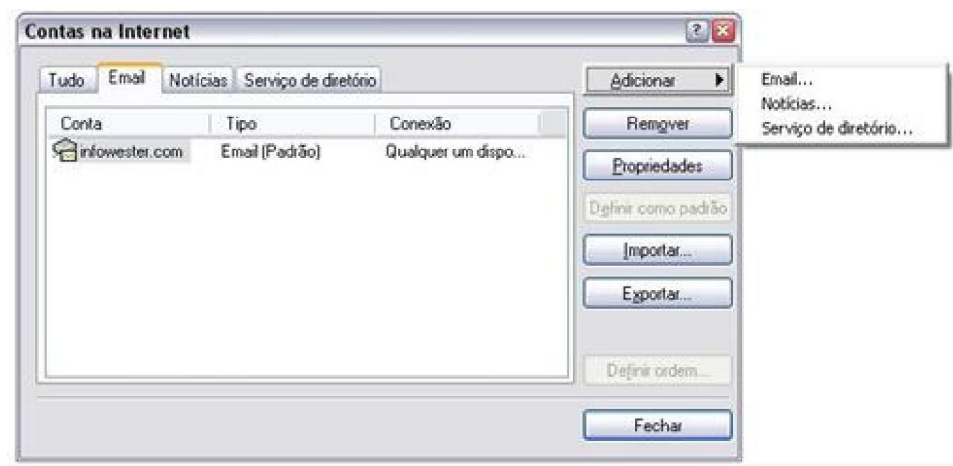 Contas na Internet
Tudo Email Notícias Serviço de diretório
Adicionar
Email...
Notícias...
Serviço de diretório...
Conta Tipo Conexão
infowester.com Email (Padrão) Qualquer um dispo...
Remover
Propriedades
Definir como padrão
Importar...
Exportar...
Definir ordem...
Fechar